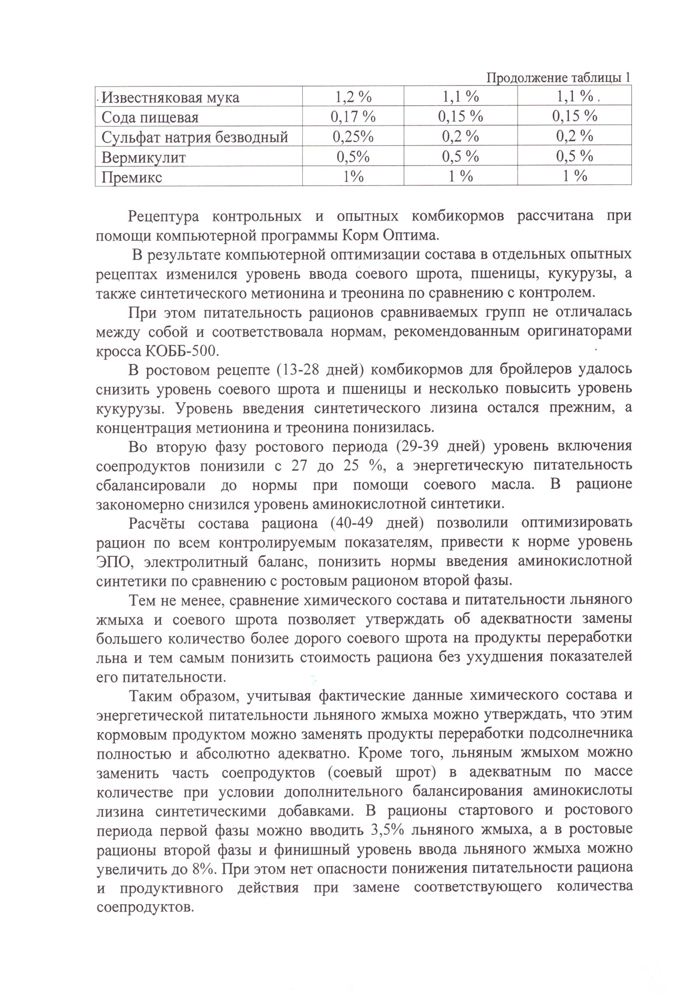 Продолжение таблицы 1
Известняковая мука 1,2 % 1,1 % 1,1 % .
Сода пищевая 0,17 % 0,15 % 0,15 %
Сульфат натрия безводный 0,25% 0,2 % 0,2 %
Вермикулит 0,5% 0,5 % 0,5 %
Премикс 1% 1 % 1 %
Рецептура контрольных и опытных комбикормов рассчитана при
помощи компьютерной программы Корм Оптима.
В результате компьютерной оптимизации состава в отдельных опытных
рецептах изменился уровень ввода соевого шрота, пшеницы, кукурузы, а
также синтетического метионина и треонина по сравнению с контролем.
При этом питательность рационов сравниваемых групп не отличалась
между собой и соответствовала нормам, рекомендованным оригинаторами
кросса КОББ-500.
В ростовом рецепте (13-28 дней) комбикормов для бройлеров удалось
снизить уровень соевого шрота и пшеницы и несколько повысить уровень
кукурузы. Уровень введения синтетического лизина остался прежним, а
концентрация метионина и треонина понизилась.
Во вторую фазу ростового периода (29-39 дней) уровень включения
соепродуктов понизили с 27 до 25 %, а энергетическую питательность
сбалансировали до нормы при помощи соевого масла. В рационе
закономерно снизился уровень аминокислотной синтетики.
Расчёты состава рациона (40-49 дней) позволили оптимизировать
рацион по всем контролируемым показателям, привести к норме уровень
ЭПО, электролитный баланс, понизить нормы введения аминокислотной
синтетики по сравнению с ростовым рационом второй фазы.
Тем не менее, сравнение химического состава и питательности льняного
жмыха и соевого шрота позволяет утверждать об адекватности замены
большего количество более дорого соевого шрота на продукты переработки
льна и тем самым понизить стоимость рациона без ухудшения показателей
его питательности.
Таким образом, учитывая фактические данные химического состава и
энергетической питательности льняного жмыха можно утверждать, что этим
кормовым продуктом можно заменять продукты переработки подсолнечника
полностью и абсолютно адекватно. Кроме того, льняным жмыхом можно
заменить часть соепродуктов (соевый шрот) в адекватным по массе
количестве при условии дополнительного балансирования аминокислоты
лизина синтетическими добавками. В рационы стартового и ростового
периода первой фазы можно вводить 3,5% льняного жмыха, а в ростовые
рационы второй фазы и финишный уровень ввода льняного жмыха можно
увеличить до 8%. При этом нет опасности понижения питательности рациона
и продуктивного действия при замене соответствующего количества
соепродуктов.